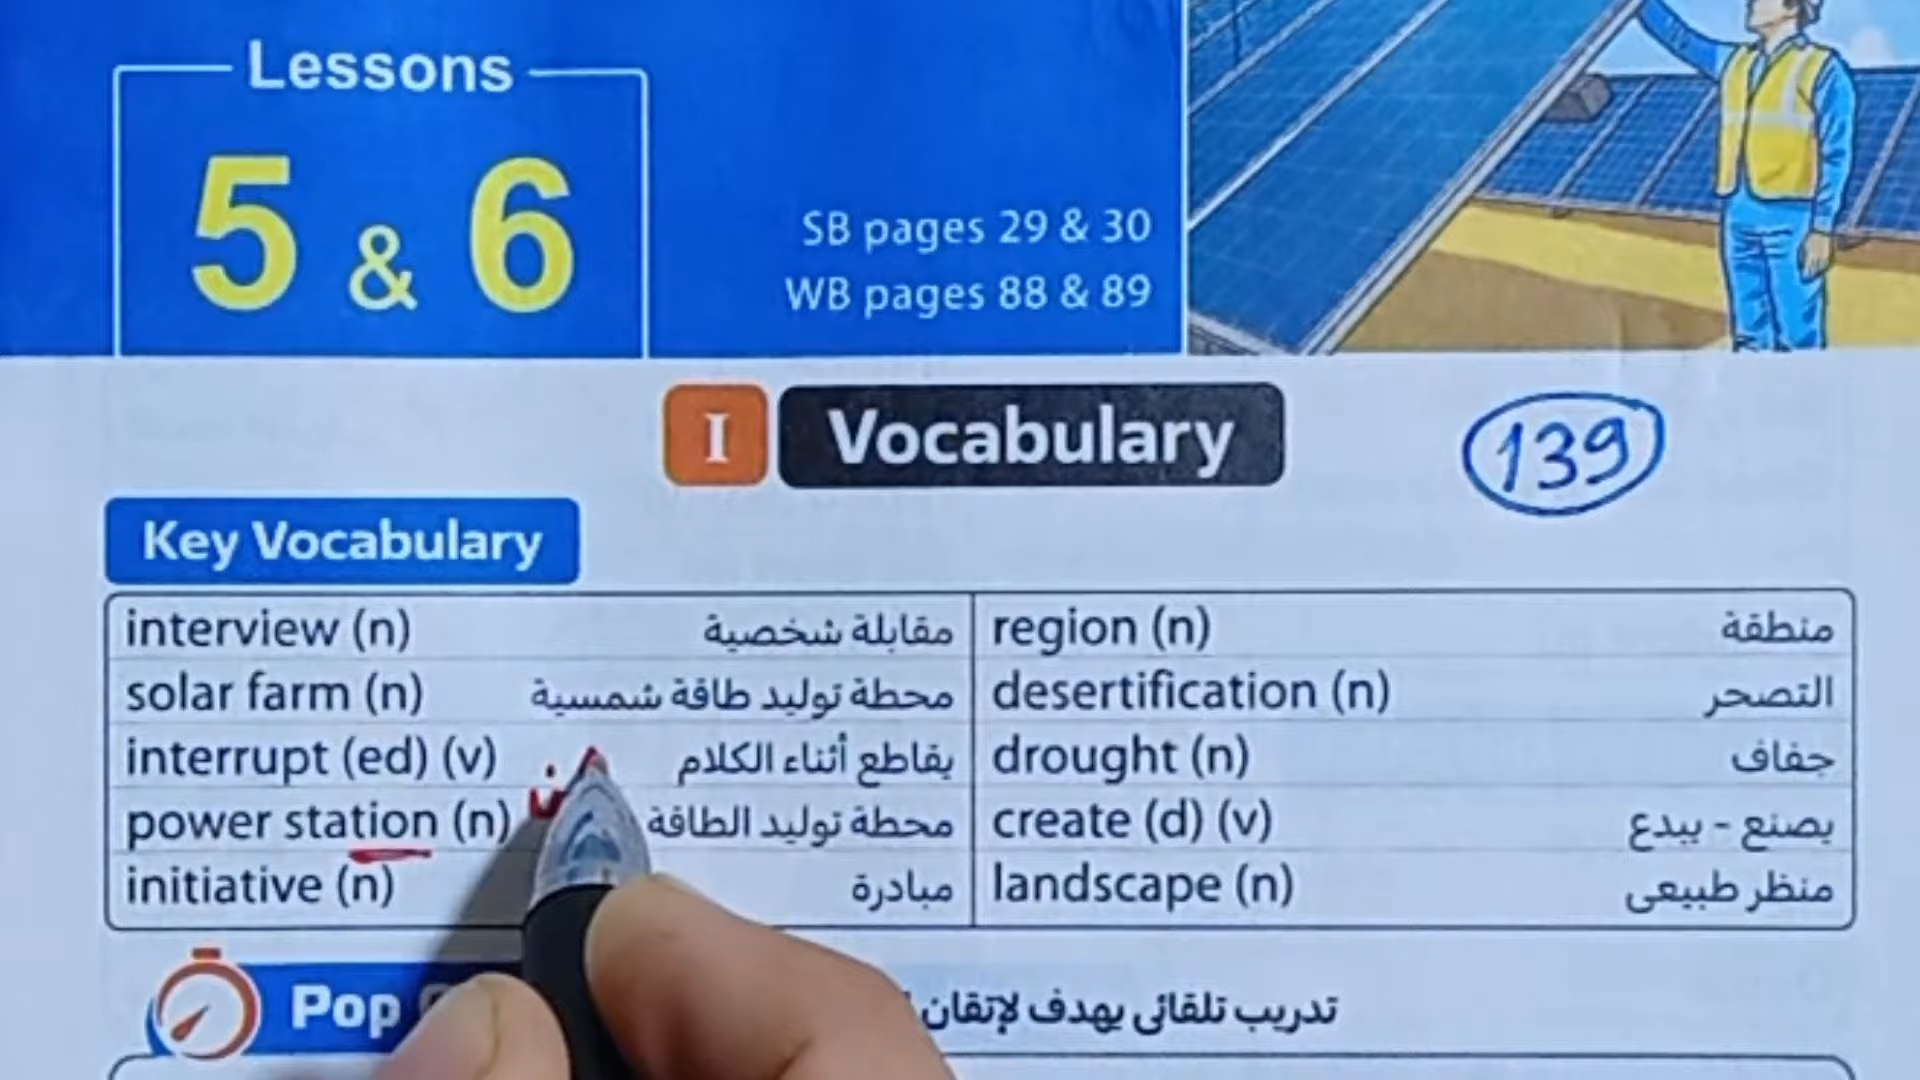 Lessons
5 & 6
SB pages 29 & 30
WB pages 88 & 89
I Vocabulary
139
Key Vocabulary
interview (n) مقابلة شخصية
region (n) منطقة
solar farm (n) محطة توليد طاقة شمسية
desertification (n) التصحر
interrupt (ed) (v) يقاطع أثناء الكلام
drought (n) جفاف
power station (n) محطة توليد الطاقة
create (d) (v) يصنع - يبدع
initiative (n) مبادرة
landscape (n) منظر طبيعى
Pop
تدريب تلقائى يهدف لإتقان